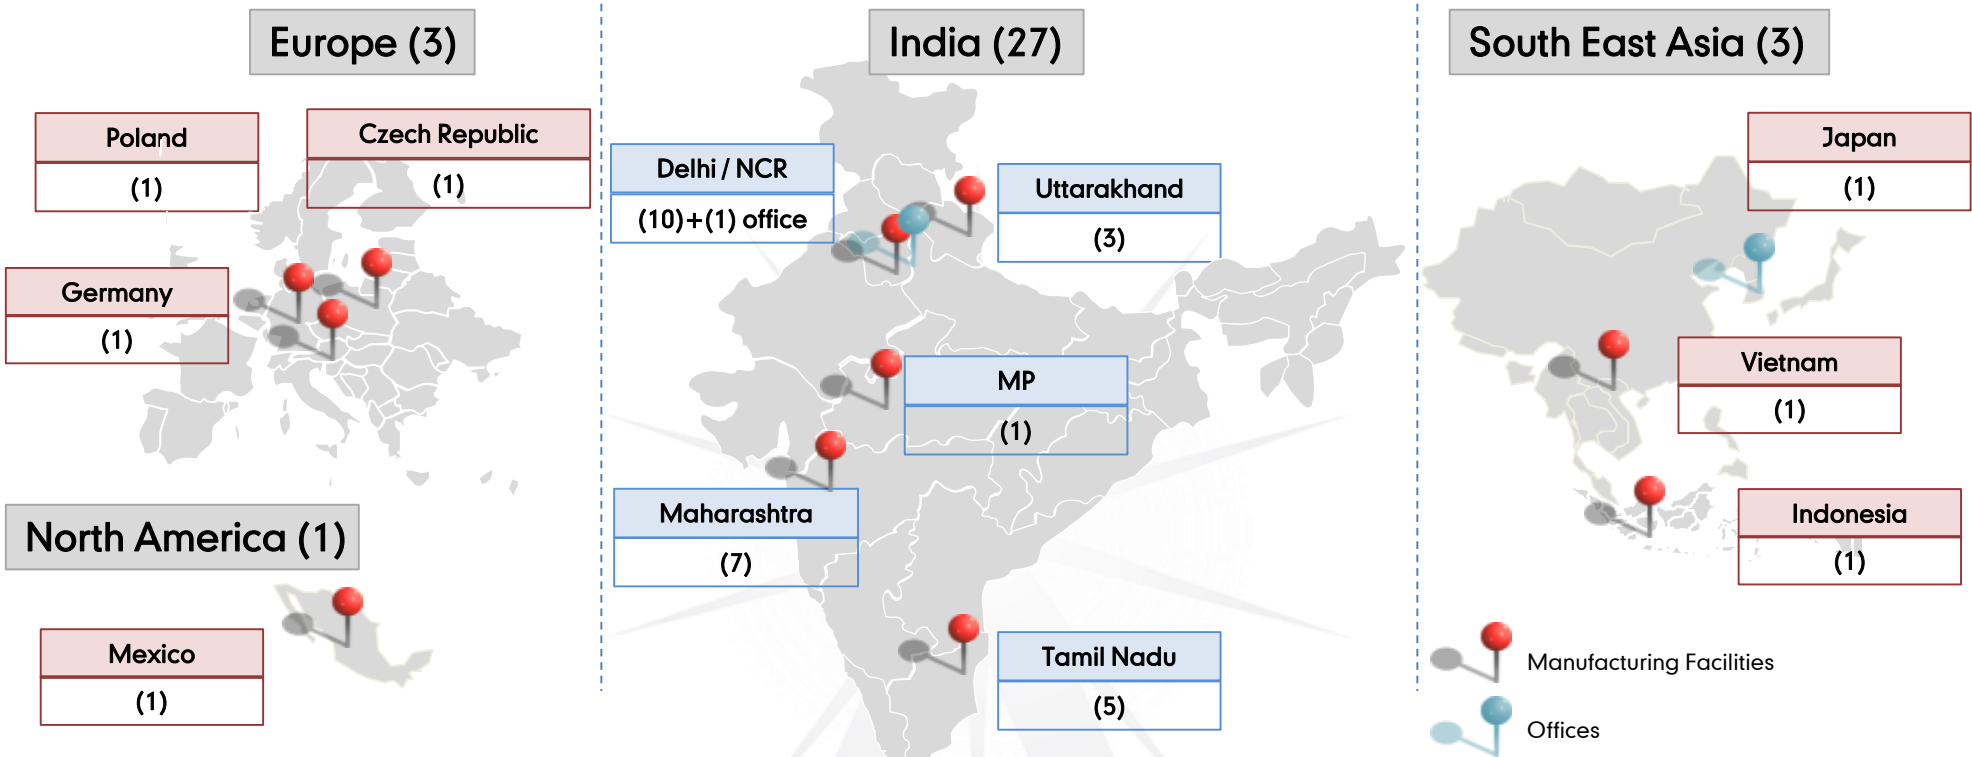 Europe (3)
Poland
(1)
Czech Republic
(1)
Germany
(1)
North America (1)
Mexico
(1)
India (27)
Delhi / NCR
(10)+(1) office
Uttarakhand
(3)
MP
(1)
Maharashtra
(7)
Tamil Nadu
(5)
South East Asia (3)
Japan
(1)
Vietnam
(1)
Indonesia
(1)
Manufacturing Facilities
Offices